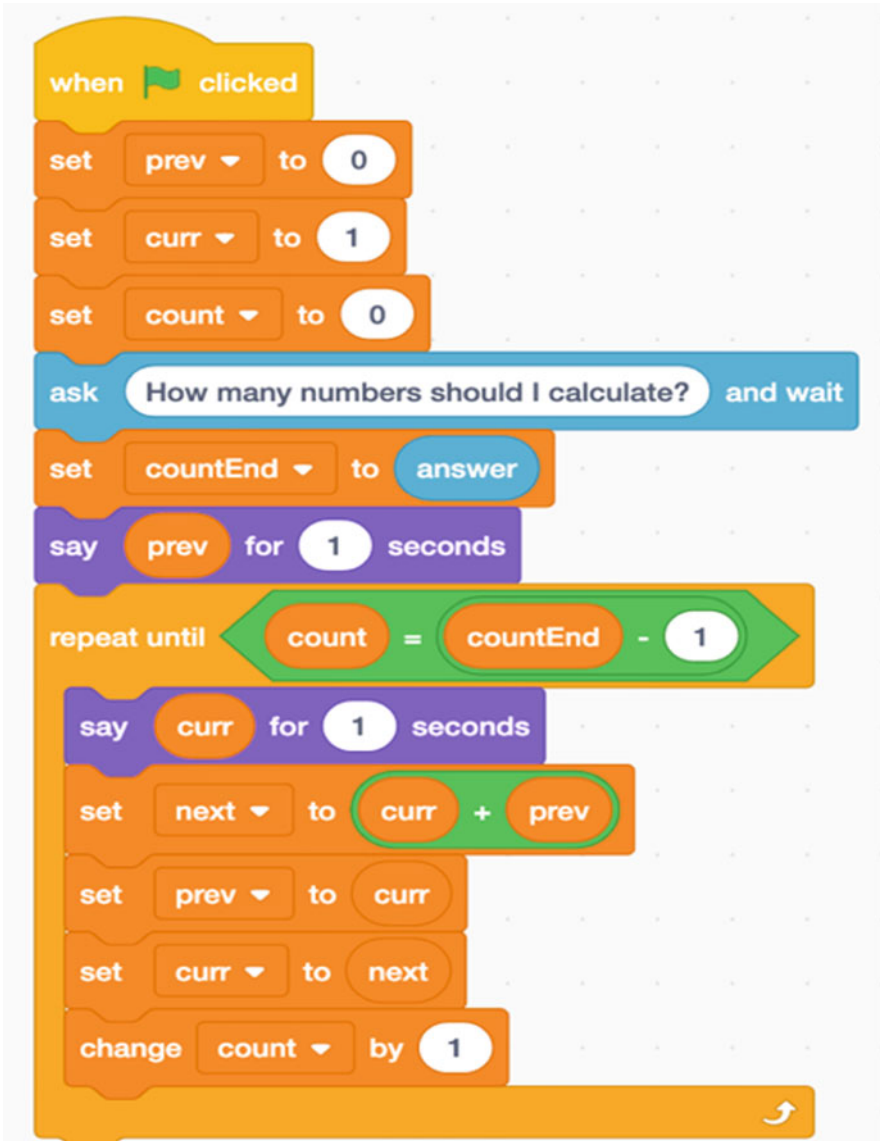 when clicked
set prev to 0
set curr to 1
set count to 0
ask How many numbers should I calculate? and wait
set countEnd to answer
say prev for 1 seconds
repeat until count = countEnd - 1
say curr for 1 seconds
set next to curr + prev
set prev to curr
set curr to next
change count by 1